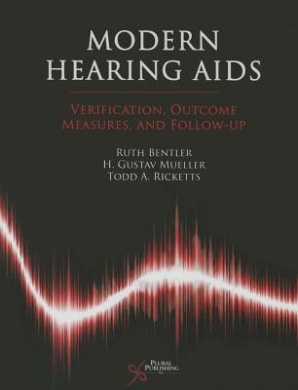 MODERN
HEARING AIDS
VERIFICATION, OUTCOME
MEASURES, AND FOLLOW-UP
RUTH BENTLER
H. GUSTAV MUELLER
TODD A. RICKETTS
PLURAL
PUBLISHING